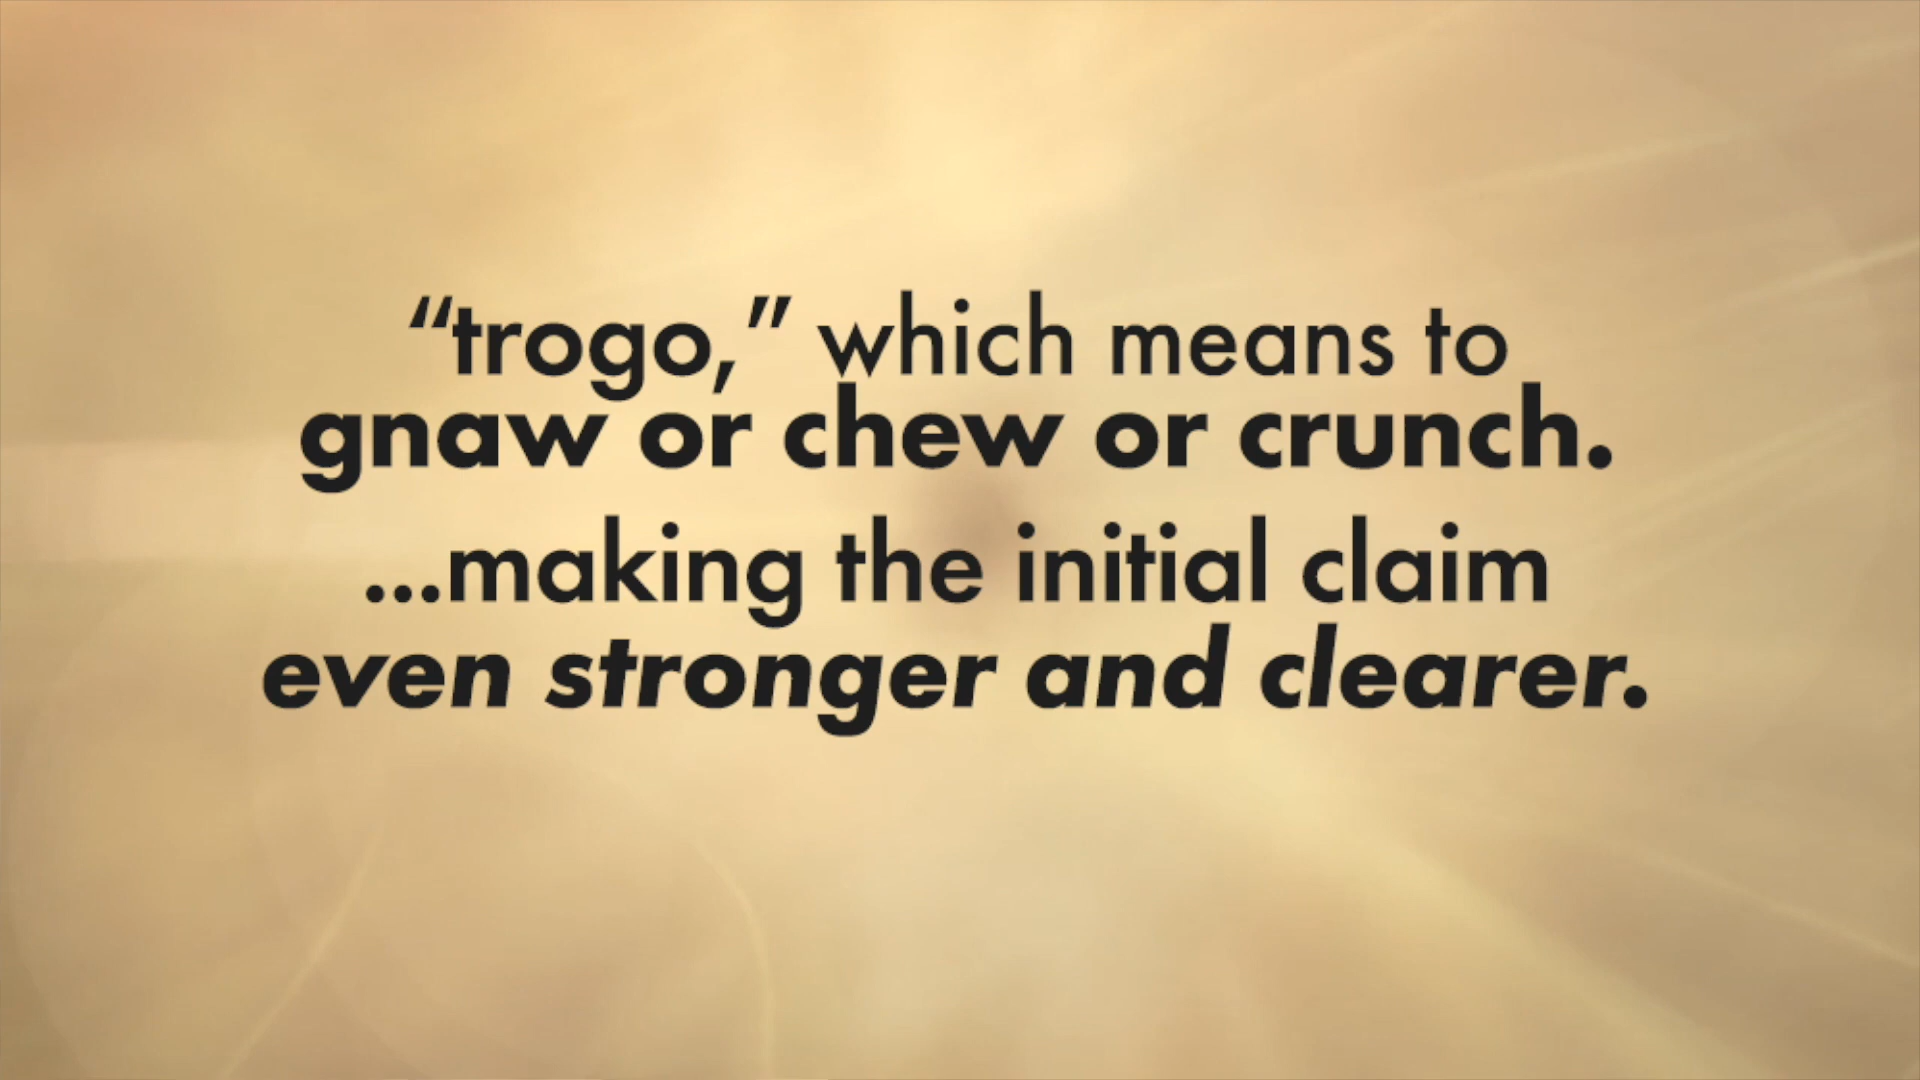 “trogo,” which means to
gnaw or chew or crunch.
...making the initial claim
even stronger and clearer.